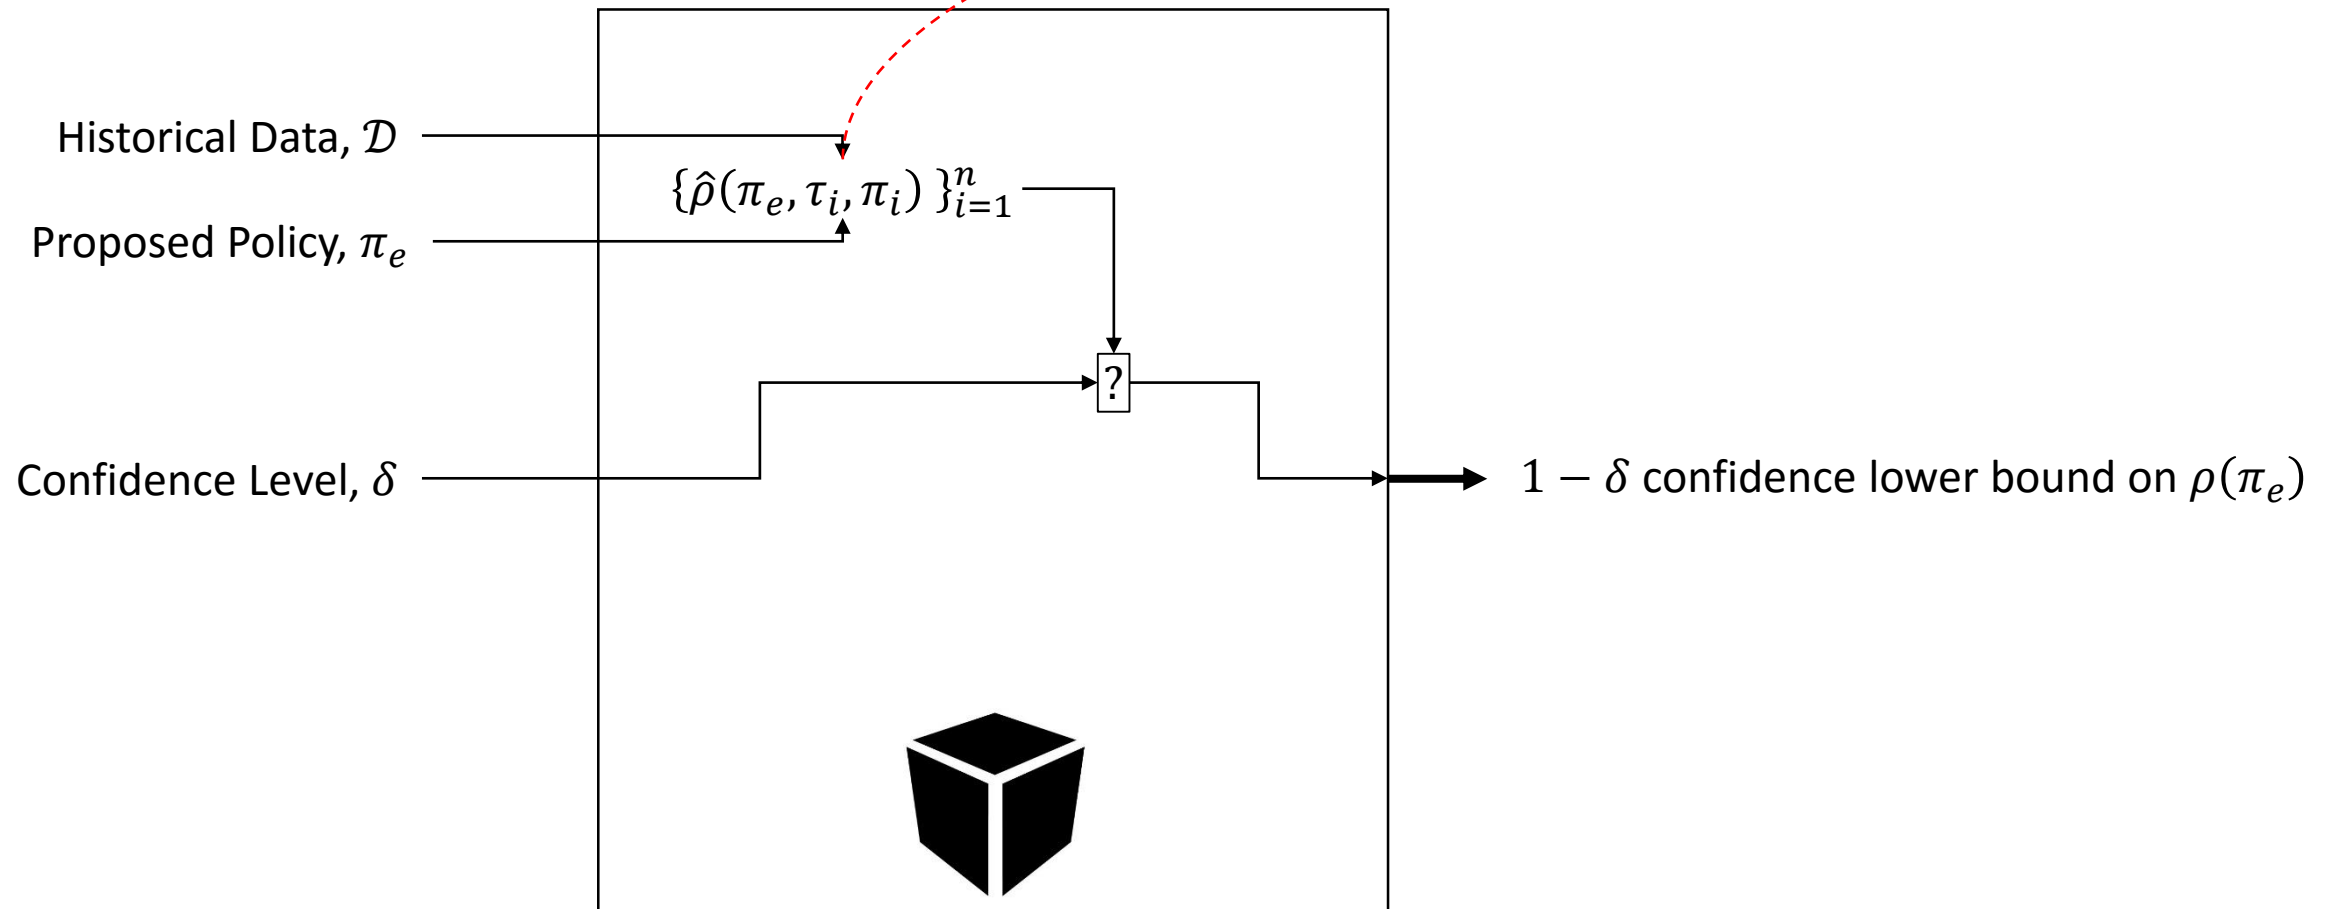 Historical Data, 𝒟
{ρ̂(π_e, τ_i, π_i) }_{i=1}^n
Proposed Policy, π_e
?
Confidence Level, δ
1 − δ confidence lower bound on ρ(π_e)